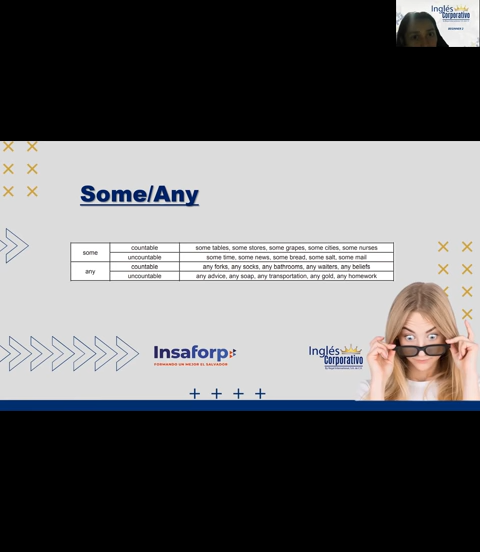 Inglés
Corporativo
BEGINNER 2
Some/Any
some
countable
some tables, some stores, some grapes, some cities, some nurses
uncountable
some time, some news, some bread, some salt, some mail
any
countable
any forks, any socks, any bathrooms, any waiters, any beliefs
uncountable
any advice, any soap, any transportation, any gold, any homework
Insaforp
FORMANDO UN MEJOR EL SALVADOR
Inglés
Corporativo